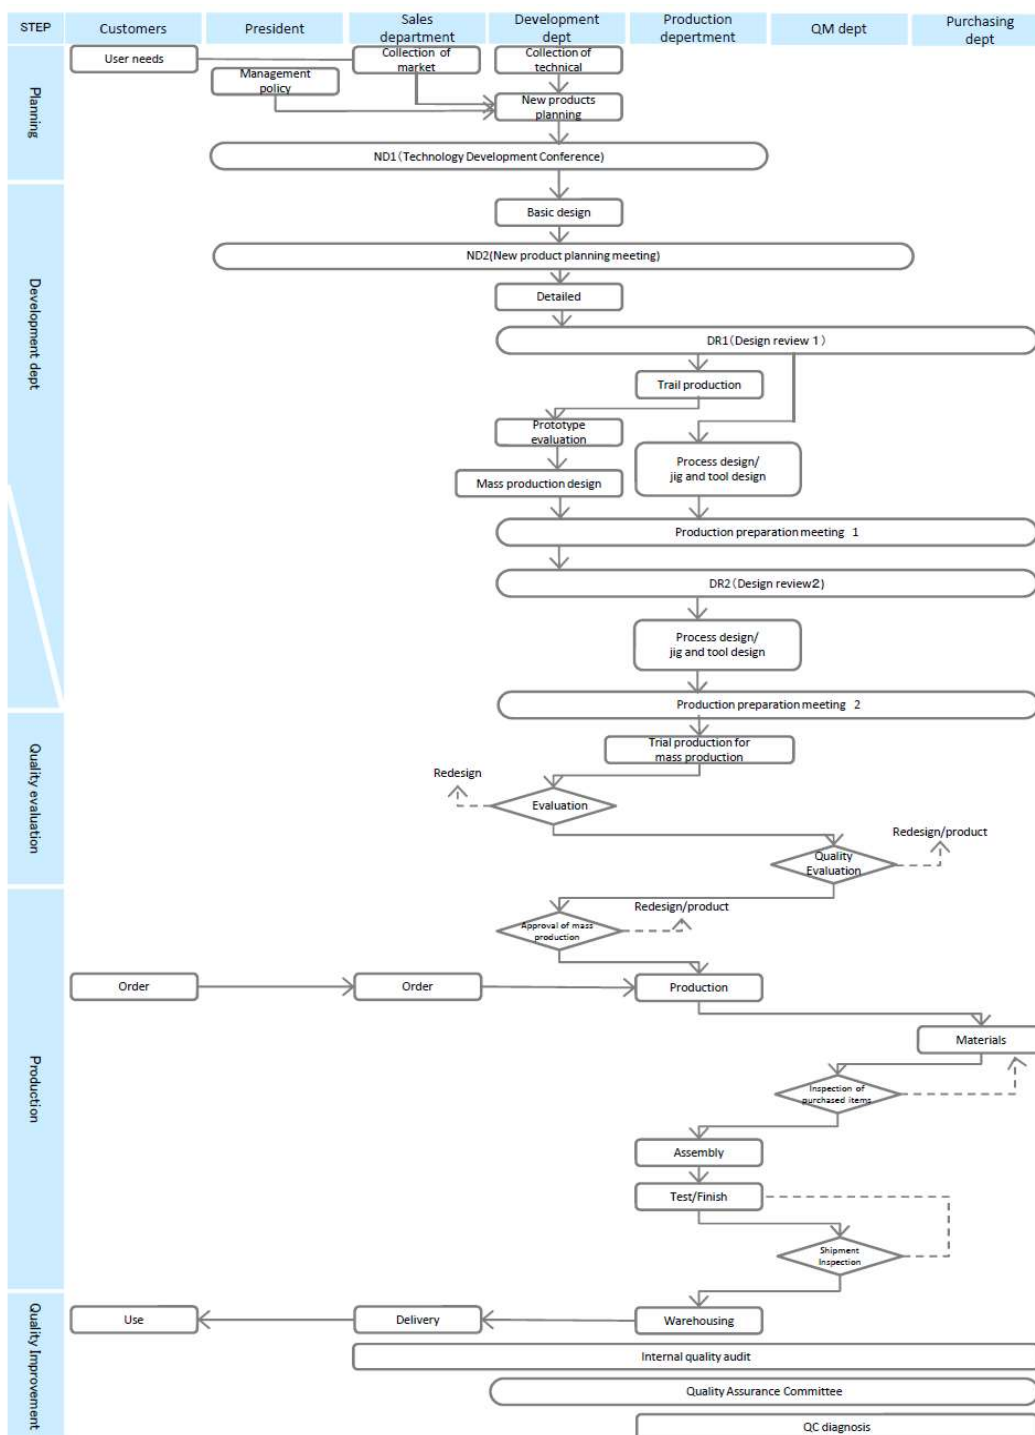 STEP
Customers
President
Sales
department
Development
dept
Production
depertment
QM dept
Purchasing
dept
Planning
User needs
Collection of
market
Collection of
technical
Management
policy
New products
planning
ND1(Technology Development Conference)
Development dept
Basic design
ND2(New product planning meeting)
Detailed
DR1(Design review 1)
Trail production
Prototype
evaluation
Process design/
jig and tool design
Mass production design
Production preparation meeting 1
DR2(Design review2)
Process design/
jig and tool design
Production preparation meeting 2
Quality evaluation
Trial production for
mass production
Redesign
Evaluation
Redesign/product
Quality
Evaluation
Production
Redesign/product
Approval of mass
production
Order
Order
Production
Materials
Inspection of
purchased items
Assembly
Test/Finish
Shipment
Inspection
Quality Improvement
Use
Delivery
Warehousing
Internal quality audit
Quality Assurance Committee
QC diagnosis